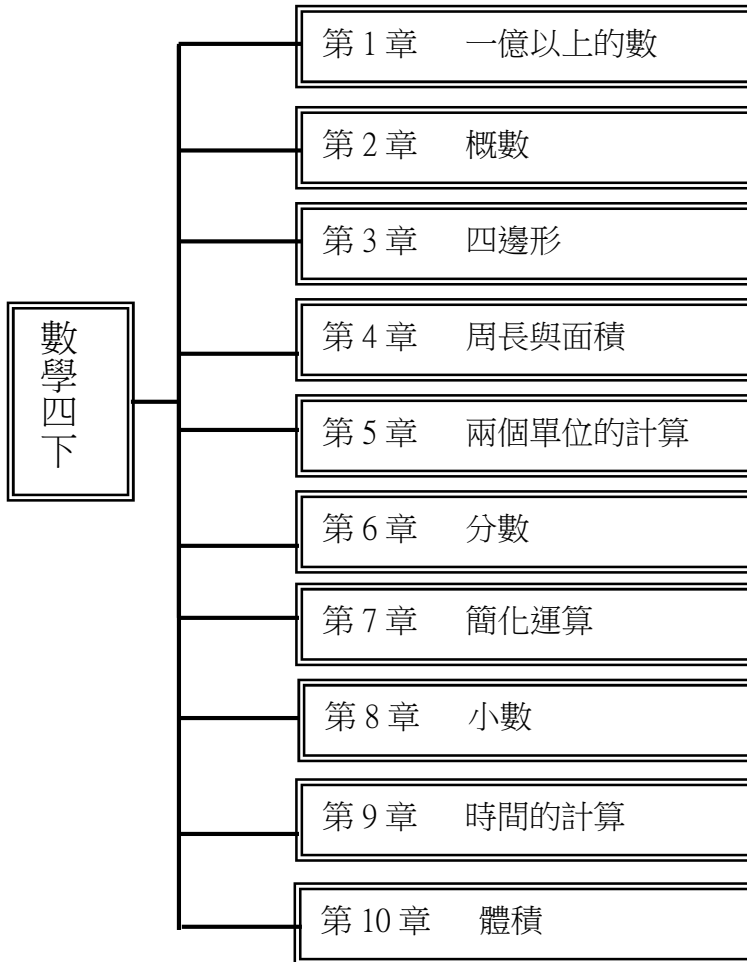 數學四下
第 1 章 一億以上的數
第 2 章 概數
第 3 章 四邊形
第 4 章 周長與面積
第 5 章 兩個單位的計算
第 6 章 分數
第 7 章 簡化運算
第 8 章 小數
第 9 章 時間的計算
第 10 章 體積